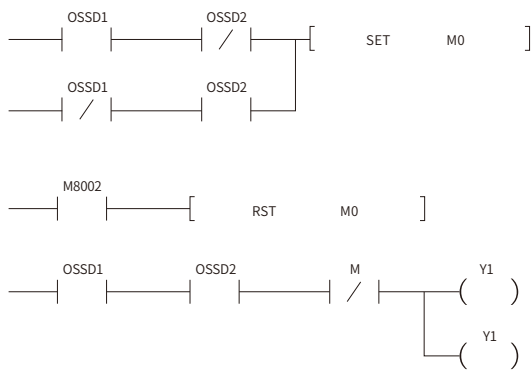 OSSD1 OSSD2
SET M0
OSSD1 OSSD2
M8002
RST M0
OSSD1 OSSD2 M Y1
Y1